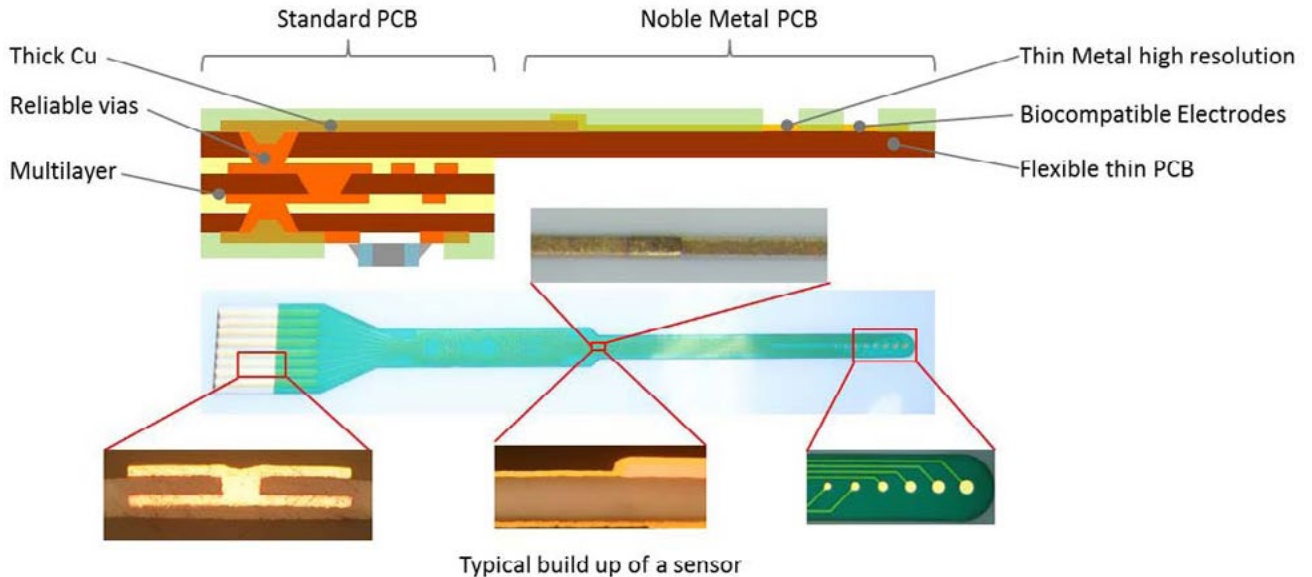 Standard PCB
Noble Metal PCB
Thick Cu
Thin Metal high resolution
Reliable vias
Biocompatible Electrodes
Multilayer
Flexible thin PCB
Typical build up of a sensor